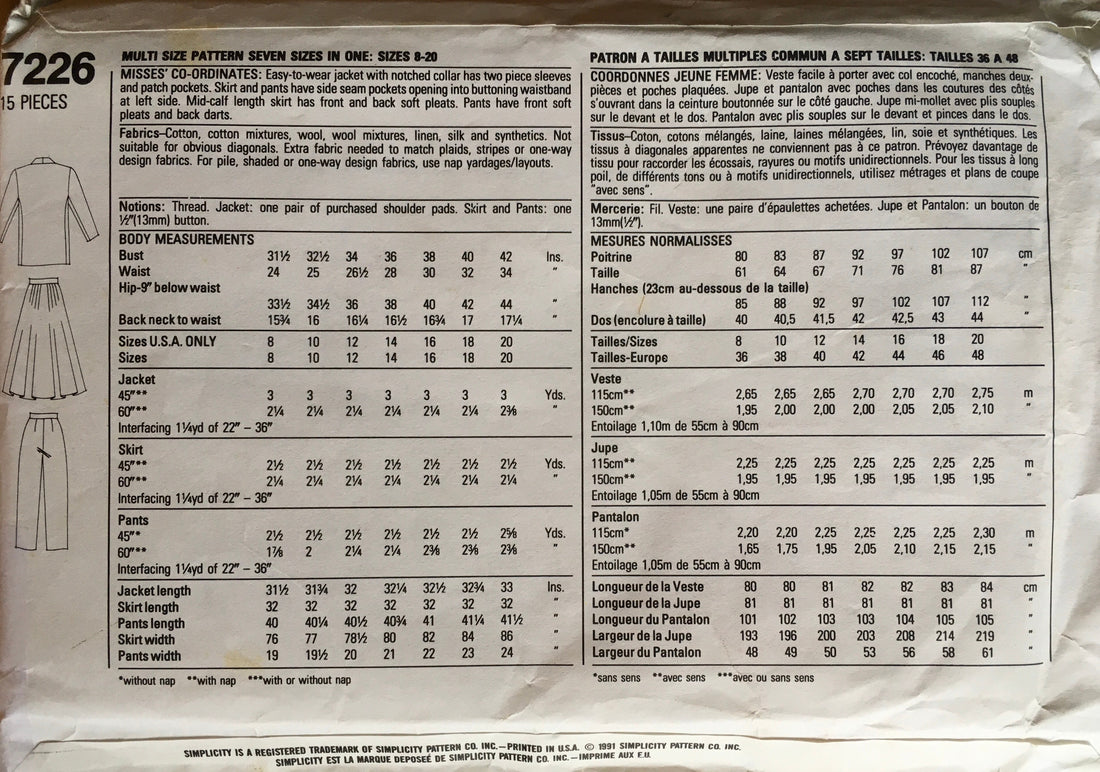 7226
15 PIECES
MULTI SIZE PATTERN SEVEN SIZES IN ONE: SIZES 8-20
MISSES' CO-ORDINATES: Easy-to-wear jacket with notched collar has two piece sleeves
and patch pockets. Skirt and pants have side seam pockets opening into buttoning waistband
at left side. Mid-calf length skirt has front and back soft pleats. Pants have front soft
pleats and back darts.
Fabrics–Cotton, cotton mixtures, wool, wool mixtures, linen, silk and synthetics. Not
suitable for obvious diagonals. Extra fabric needed to match plaids, stripes or one-way
design fabrics. For pile, shaded or one-way design fabrics, use nap yardages/layouts.
Notions: Thread. Jacket: one pair of purchased shoulder pads. Skirt and Pants: one
½"(13mm) button.
BODY MEASUREMENTS
Bust 31½ 32½ 34 36 38 40 42 Ins.
Waist 24 25 26½ 28 30 32 34 "
Hip-9" below waist
33½ 34½ 36 38 40 42 44 "
Back neck to waist 15¾ 16 16¼ 16½ 16¾ 17 17¼ "
Sizes U.S.A. ONLY 8 10 12 14 16 18 20
Sizes 8 10 12 14 16 18 20
Jacket
45"** 3 3 3 3 3 3 3 Yds.
60"** 2¼ 2¼ 2¼ 2¼ 2¼ 2¼ 2⅜ "
Interfacing 1¼yd of 22" – 36"
Skirt
45"** 2½ 2½ 2½ 2½ 2½ 2½ 2½ Yds.
60"** 2¼ 2¼ 2¼ 2¼ 2¼ 2¼ 2¼ "
Interfacing 1¼yd of 22" – 36"
Pants
45"* 2½ 2½ 2½ 2½ 2½ 2½ 2⅝ Yds.
60"** 1⅞ 2 2¼ 2¼ 2⅜ 2⅜ 2⅜ "
Interfacing 1¼yd of 22" – 36"
Jacket length 31½ 31¾ 32 32¼ 32½ 32¾ 33 Ins.
Skirt length 32 32 32 32 32 32 32 "
Pants length 40 40¼ 40½ 40¾ 41 41¼ 41½ "
Skirt width 76 77 78½ 80 82 84 86 "
Pants width 19 19½ 20 21 22 23 24 "
*without nap **with nap ***with or without nap
PATRON A TAILLES MULTIPLES COMMUN A SEPT TAILLES: TAILLES 36 A 48
COORDONNES JEUNE FEMME: Veste facile à porter avec col encoché, manches deux-
pièces et poches plaquées. Jupe et pantalon avec poches dans les coutures des côtés
s'ouvrant dans la ceinture boutonnée sur le côté gauche. Jupe mi-mollet avec plis souples
sur le devant et le dos. Pantalon avec plis souples sur le devant et pinces dans le dos.
Tissus–Coton, cotons mélangés, laine, laines mélangées, lin, soie et synthétiques. Les
tissus à diagonales apparentes ne conviennent pas à ce patron. Prévoyez davantage de
tissu pour raccorder les écossais, rayures ou motifs unidirectionnels. Pour les tissus à long
poil, de différents tons ou à motifs unidirectionnels, utilisez métrages et plans de coupe
"avec sens".
Mercerie: Fil. Veste: une paire d'épaulettes achetées. Jupe et Pantalon: un bouton de
13mm(½").
MESURES NORMALISSES
Poitrine 80 83 87 92 97 102 107 cm
Taille 61 64 67 71 76 81 87 "
Hanches (23cm au-dessous de la taille)
85 88 92 97 102 107 112 "
Dos (encolure à taille) 40 40,5 41,5 42 42,5 43 44 "
Tailles/Sizes 8 10 12 14 16 18 20
Tailles-Europe 36 38 40 42 44 46 48
Veste
115cm** 2,65 2,65 2,65 2,70 2,70 2,70 2,75 m
150cm** 1,95 2,00 2,00 2,00 2,05 2,05 2,10 "
Entoilage 1,10m de 55cm à 90cm
Jupe
115cm** 2,25 2,25 2,25 2,25 2,25 2,25 2,25 m
150cm** 1,95 1,95 1,95 1,95 1,95 1,95 1,95 "
Entoilage 1,05m de 55cm à 90cm
Pantalon
115cm* 2,20 2,20 2,25 2,25 2,25 2,25 2,30 m
150cm** 1,65 1,75 1,95 2,05 2,10 2,15 2,15 "
Entoilage 1,05m de 55cm à 90cm
Longueur de la Veste 80 80 81 82 82 83 84 cm
Longueur de la Jupe 81 81 81 81 81 81 81 "
Longueur du Pantalon 101 102 103 103 104 105 105 "
Largeur de la Jupe 193 196 200 203 208 214 219 "
Largeur du Pantalon 48 49 50 53 56 58 61 "
*sans sens **avec sens ***avec ou sans sens
SIMPLICITY IS A REGISTERED TRADEMARK OF SIMPLICITY PATTERN CO. INC.—PRINTED IN U.S.A. © 1991 SIMPLICITY PATTERN CO. INC.
SIMPLICITY EST LA MARQUE DEPOSEÉ DE SIMPLICITY PATTERN CO. INC.—IMPRIME AUX E.U.